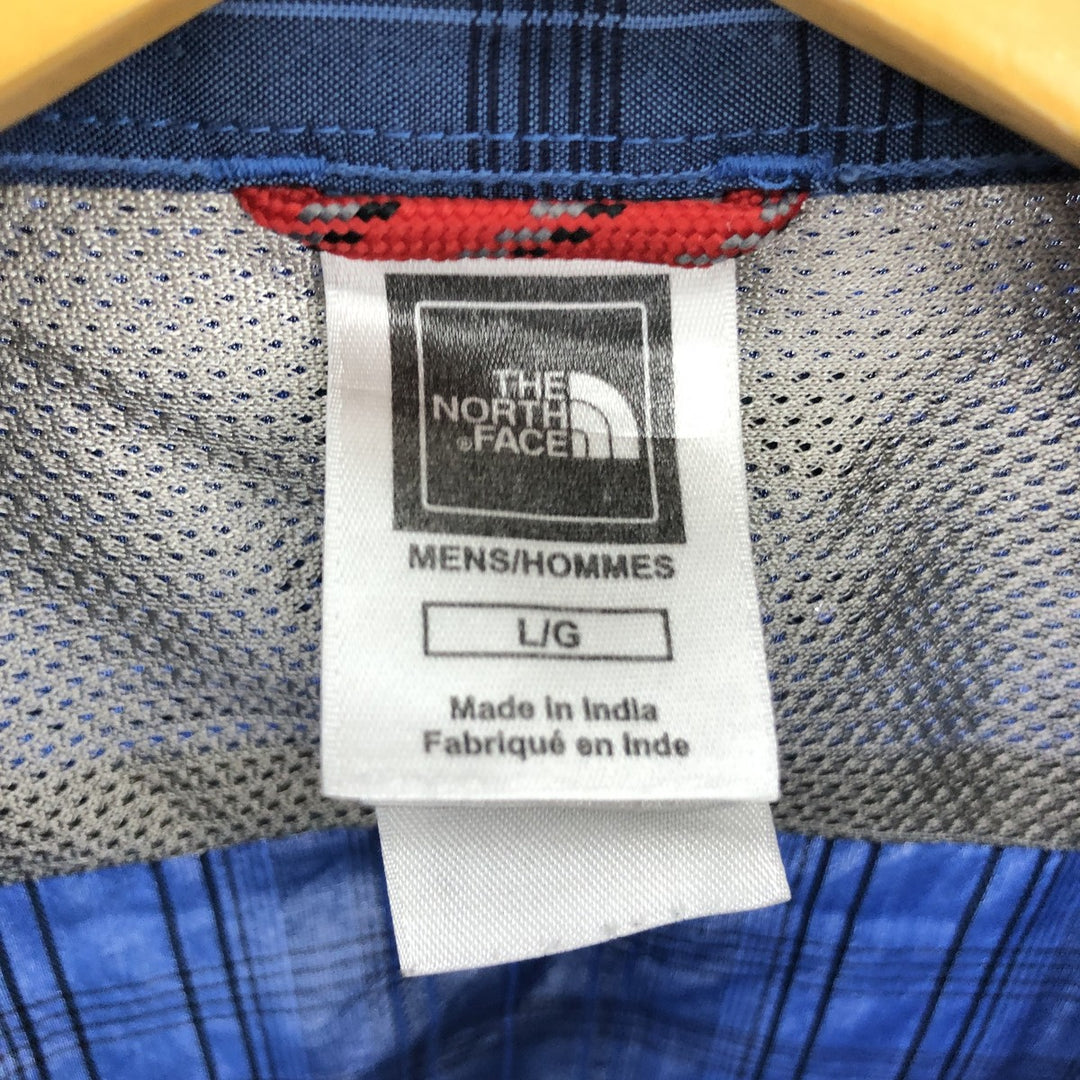 THE
NORTH
® FACE
MENS/HOMMES
L/G
Made in India
Fabriqué en Inde